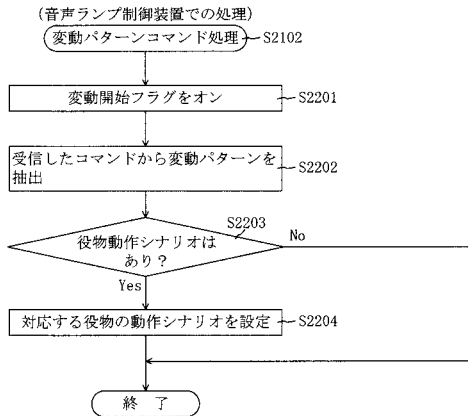 (音声ランプ制御装置での処理)
変動パターンコマンド処理
S2102
変動開始フラグをオン
S2201
受信したコマンドから変動パターンを
抽出
S2202
S2203
役物動作シナリオは
あり?
No
Yes
対応する役物の動作シナリオを設定
S2204
終 了